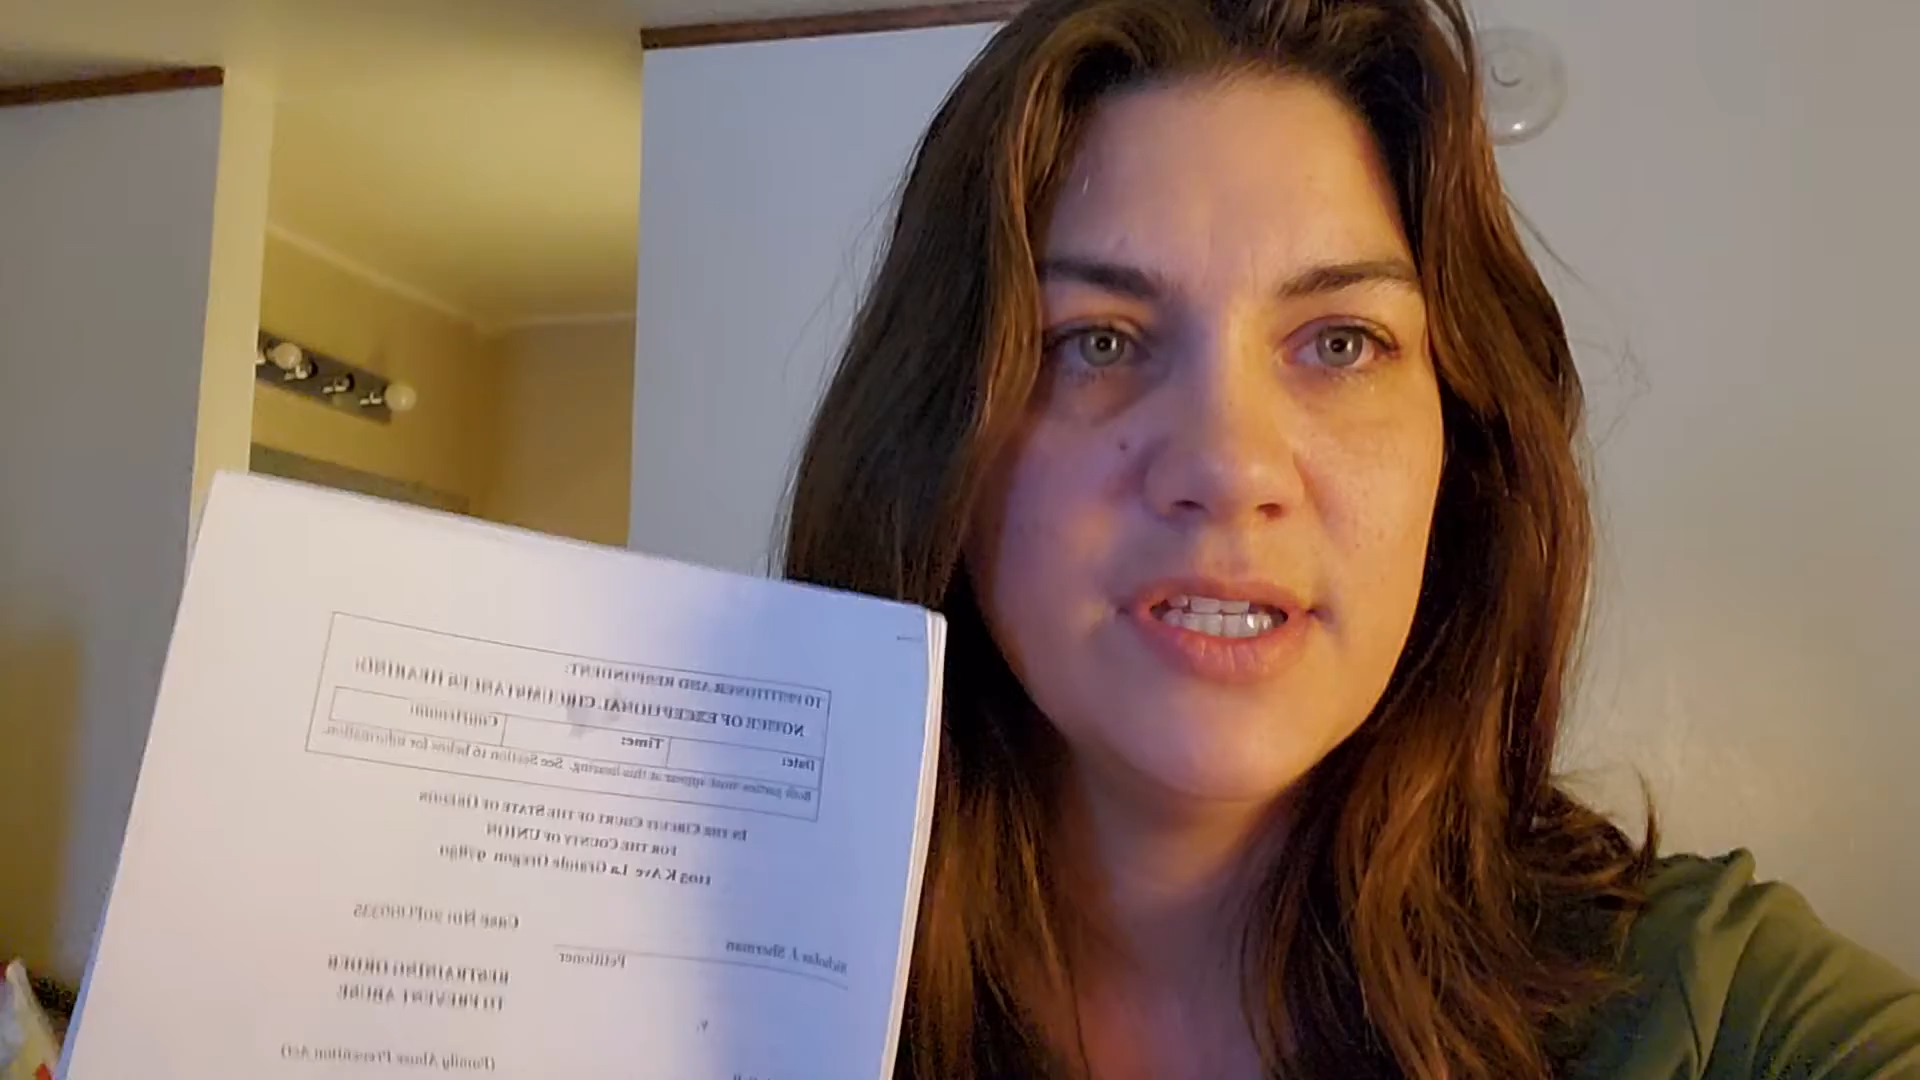 TO PETITIONER AND RESPONDENT:
NOTICE OF EXCEPTIONAL CIRCUMSTANCES HEARING:
Date: Time: Courtroom:
Both parties must appear at this hearing. See Section 16 below for information.
IN THE CIRCUIT COURT OF THE STATE OF OREGON
FOR THE COUNTY OF UNION
1105 K Ave La Grande Oregon 97850
Case No:
Nicholas J. Sherman
Petitioner
v.
RESTRAINING ORDER
TO PREVENT ABUSE
(Family Abuse Prevention Act)